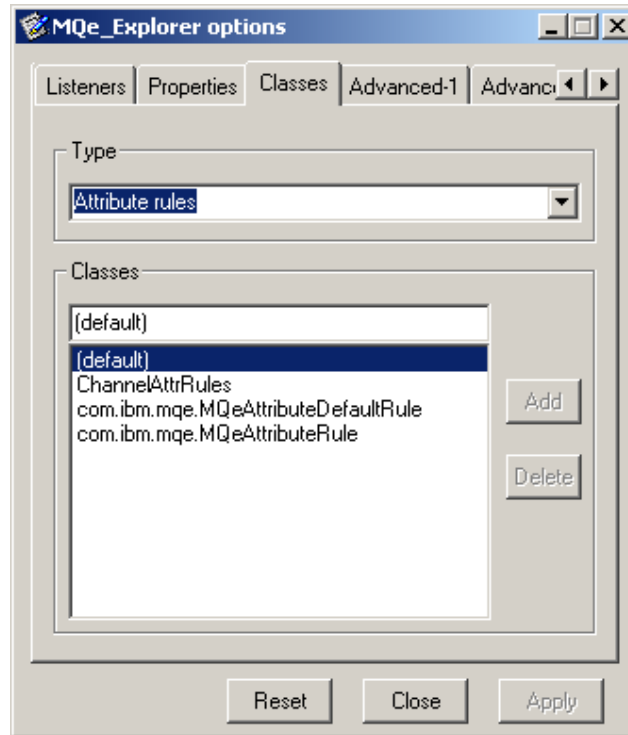 MQe_Explorer options
Listeners Properties Classes Advanced-1 Advanc
Type
Attribute rules
Classes
(default)
(default)
ChannelAttrRules
com.ibm.mqe.MQeAttributeDefaultRule
com.ibm.mqe.MQeAttributeRule
Add
Delete
Reset Close Apply